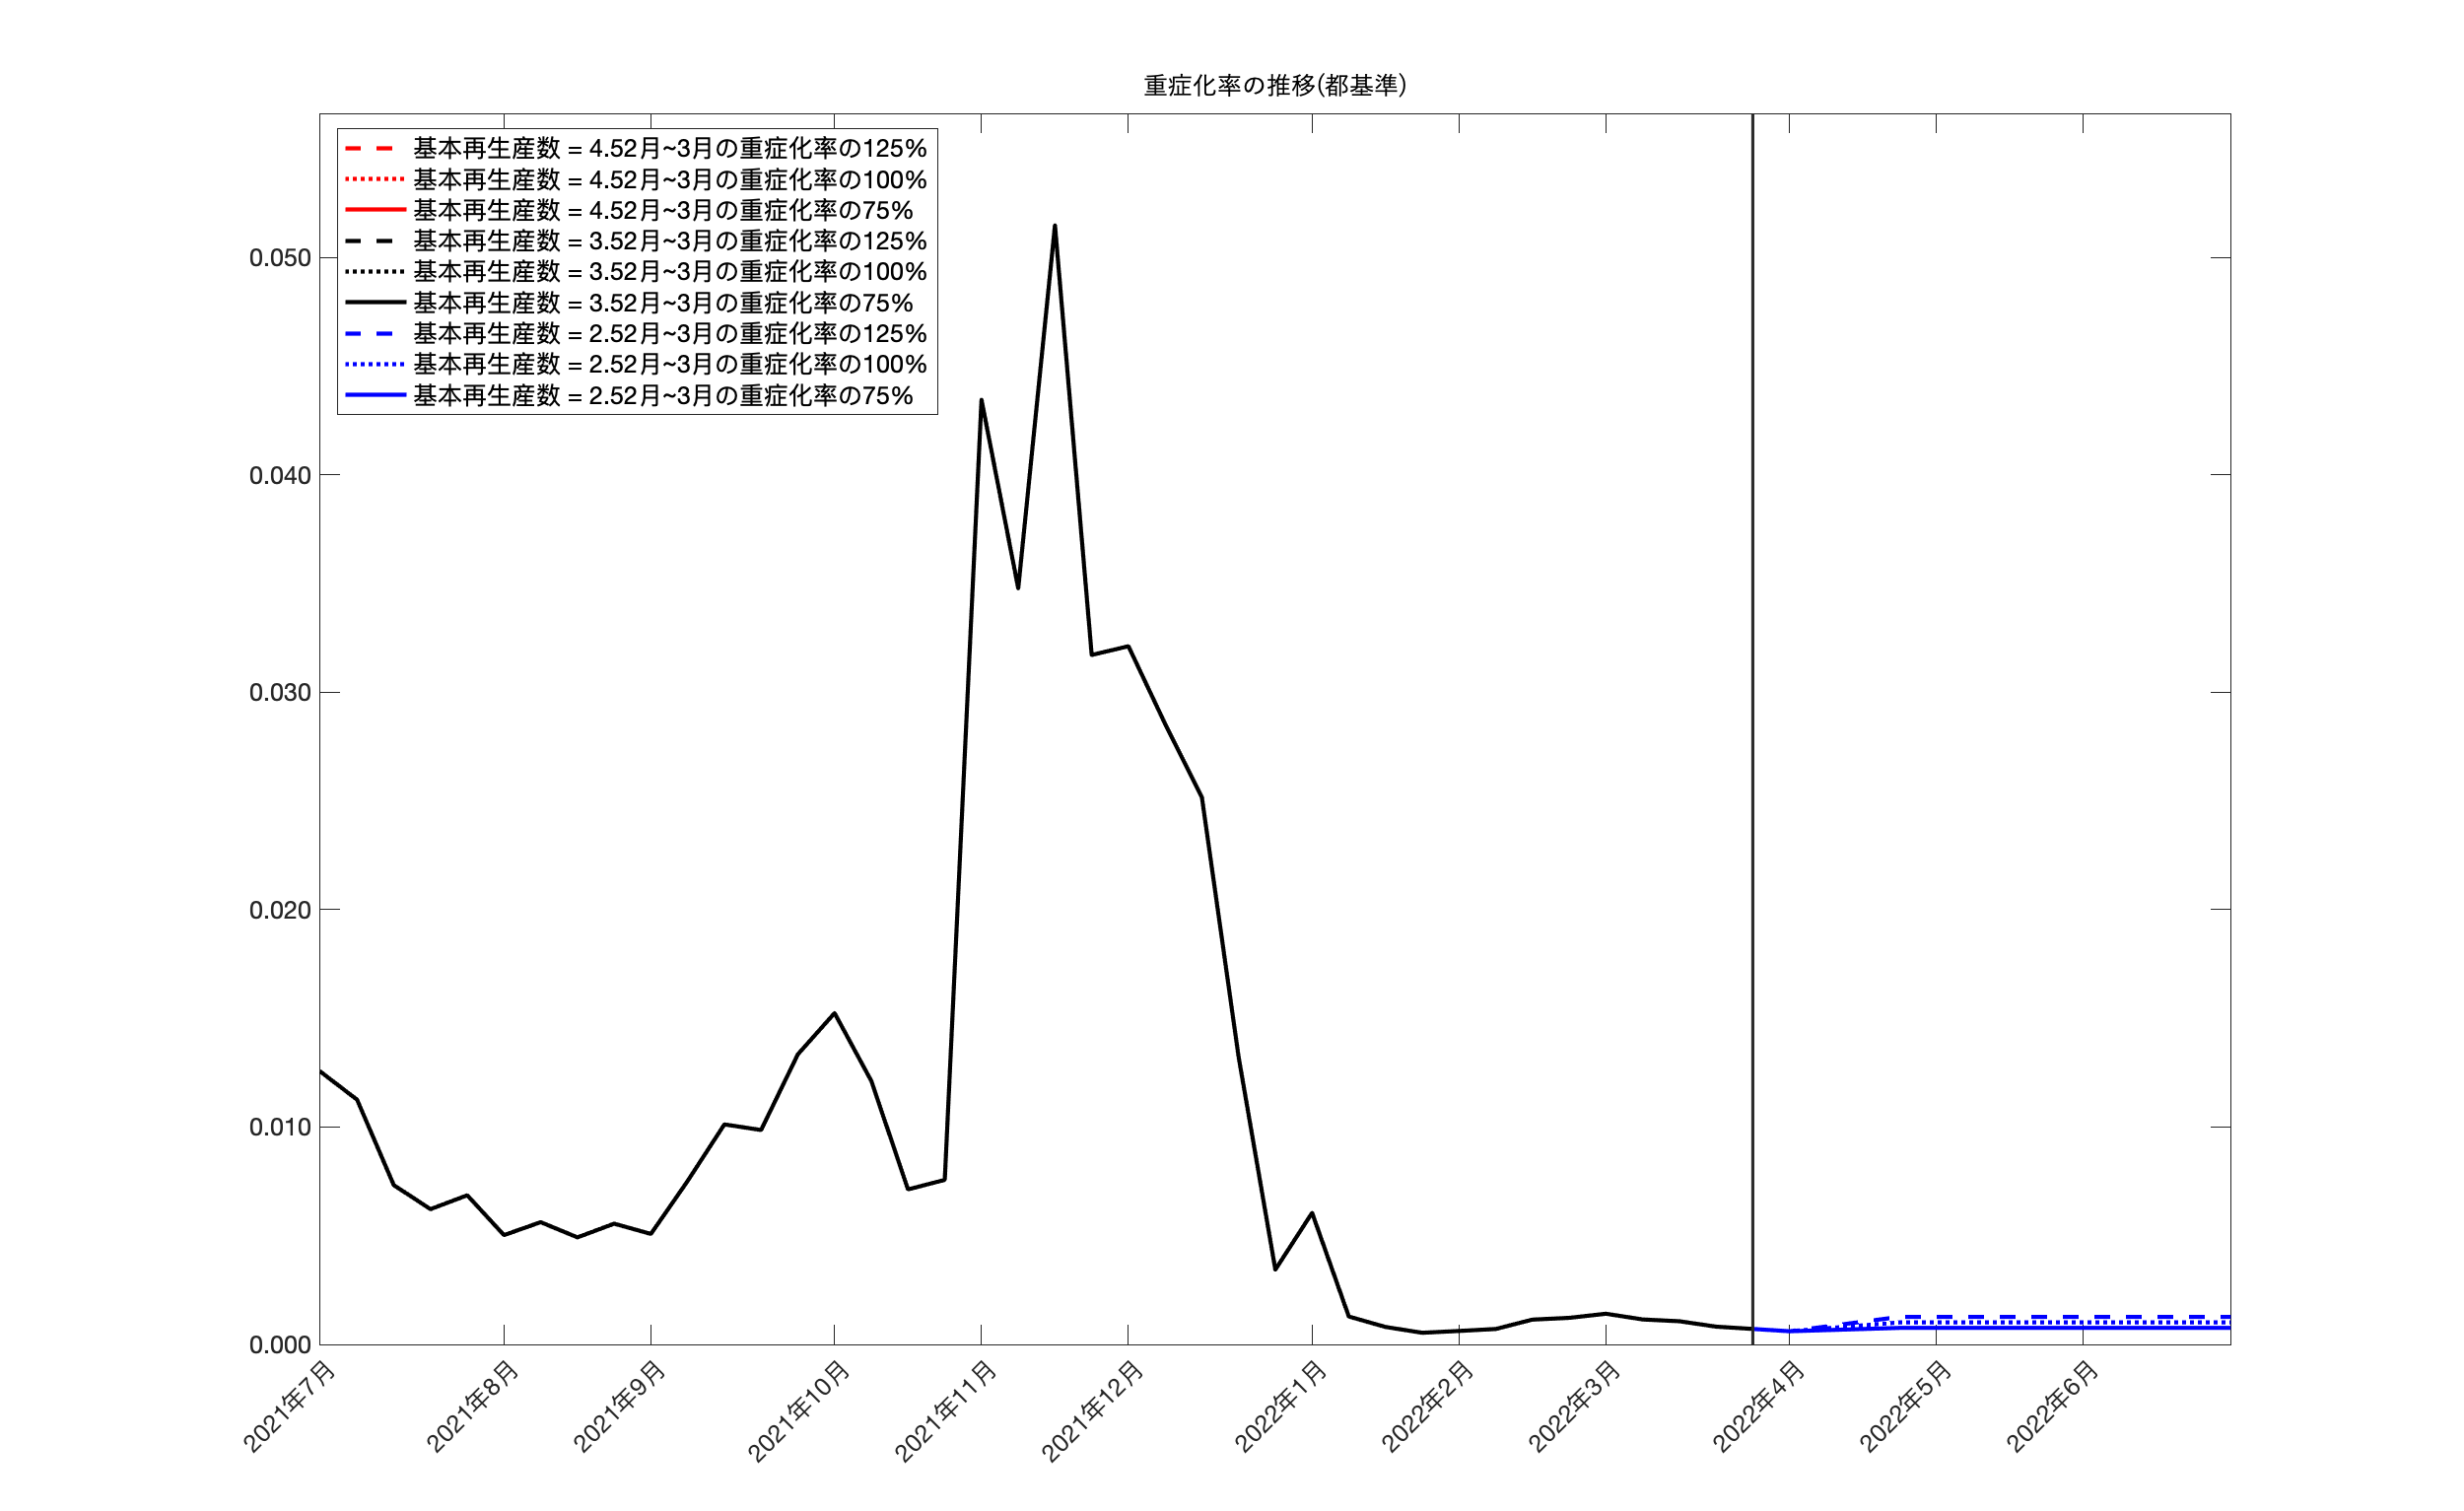 重症化率の推移(都基準)
基本再生産数 = 4.52月~3月の重症化率の125%
基本再生産数 = 4.52月~3月の重症化率の100%
基本再生産数 = 4.52月~3月の重症化率の75%
基本再生産数 = 3.52月~3月の重症化率の125%
基本再生産数 = 3.52月~3月の重症化率の100%
基本再生産数 = 3.52月~3月の重症化率の75%
基本再生産数 = 2.52月~3月の重症化率の125%
基本再生産数 = 2.52月~3月の重症化率の100%
基本再生産数 = 2.52月~3月の重症化率の75%
0.050
0.040
0.030
0.020
0.010
0.000
2021年7月
2021年8月
2021年9月
2021年10月
2021年11月
2021年12月
2022年1月
2022年2月
2022年3月
2022年4月
2022年5月
2022年6月